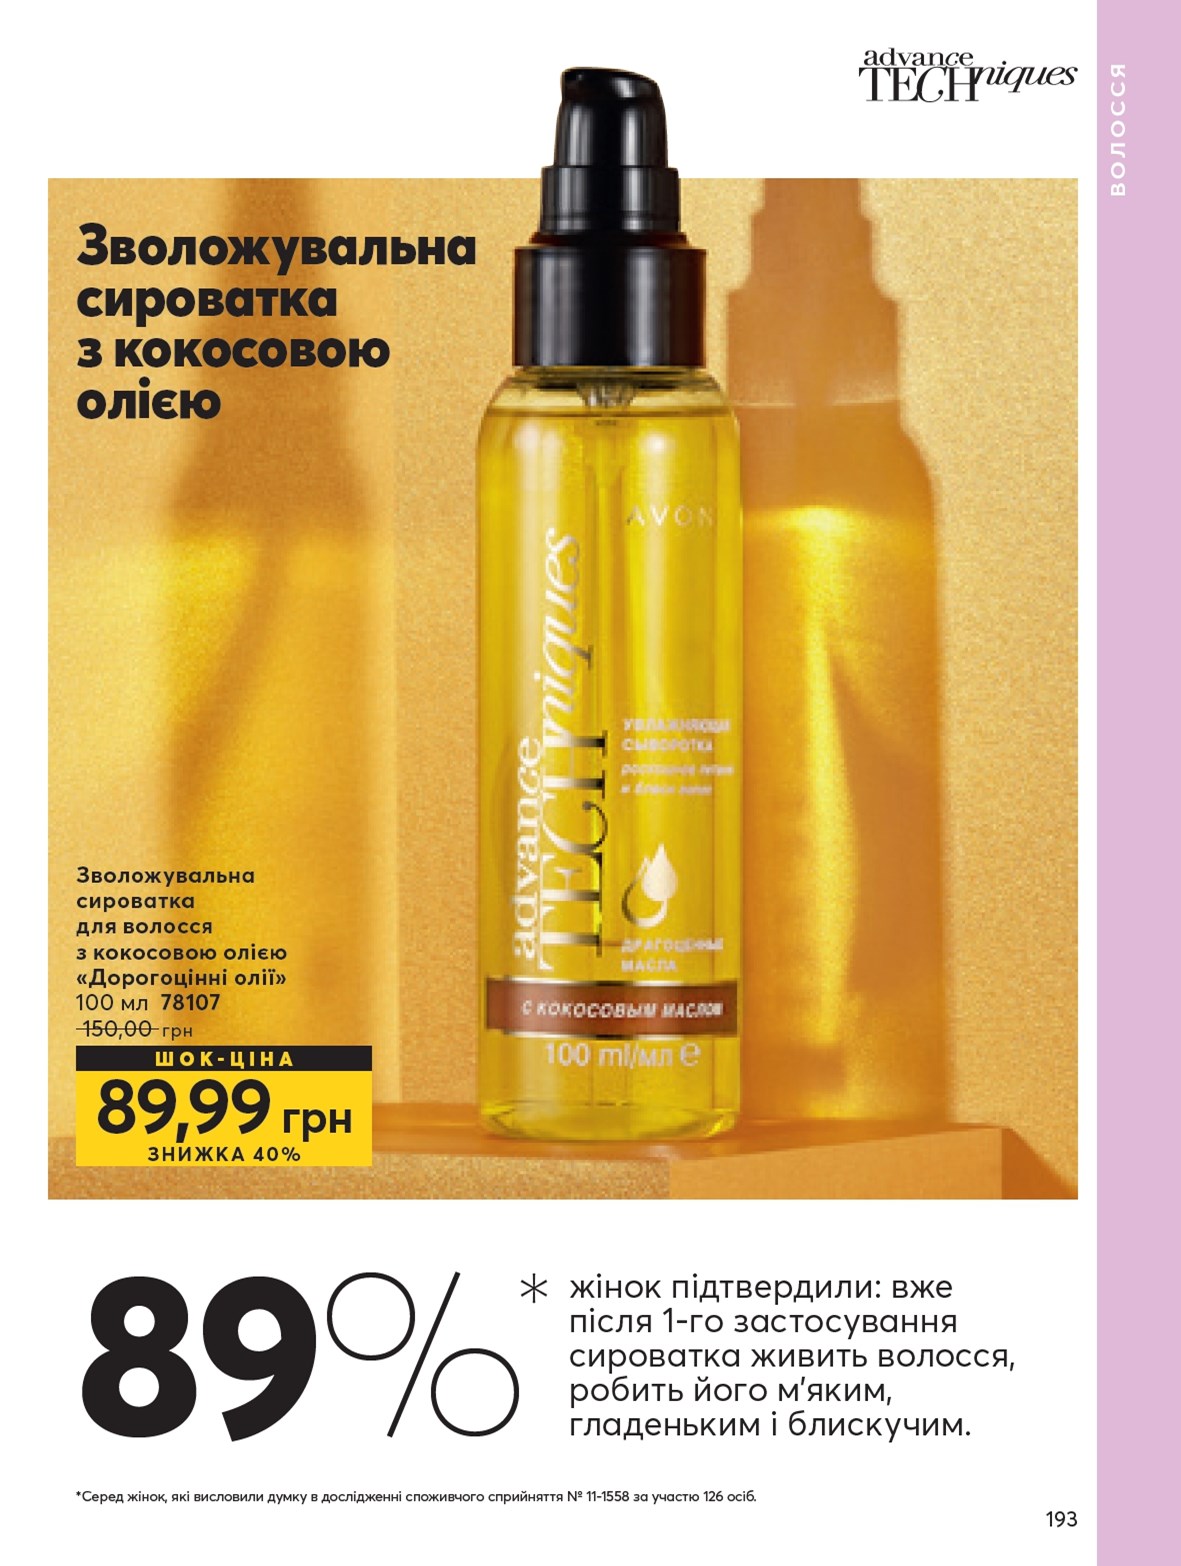 advance
TECHniques
ВОЛОССЯ
Зволожувальна
сироватка
з кокосовою
олією
AVON
advance
TECHniques
УВЛАЖНЯЮЩАЯ
СЫВОРОТКА
ДРАГОЦЕННЫЕ
МАСЛА
С КОКОСОВЫМ МАСЛОМ
100 ml/мл e
Зволожувальна
сироватка
для волосся
з кокосовою олією
«Дорогоцінні олії»
100 мл 78107
150,00 грн
ШОК-ЦІНА
89,99 грн
ЗНИЖКА 40%
89%
* жінок підтвердили: вже
після 1-го застосування
сироватка живить волосся,
робить його м’яким,
гладеньким і блискучим.
*Серед жінок, які висловили думку в дослідженні споживчого сприйняття № 11-1558 за участю 126 осіб.
193